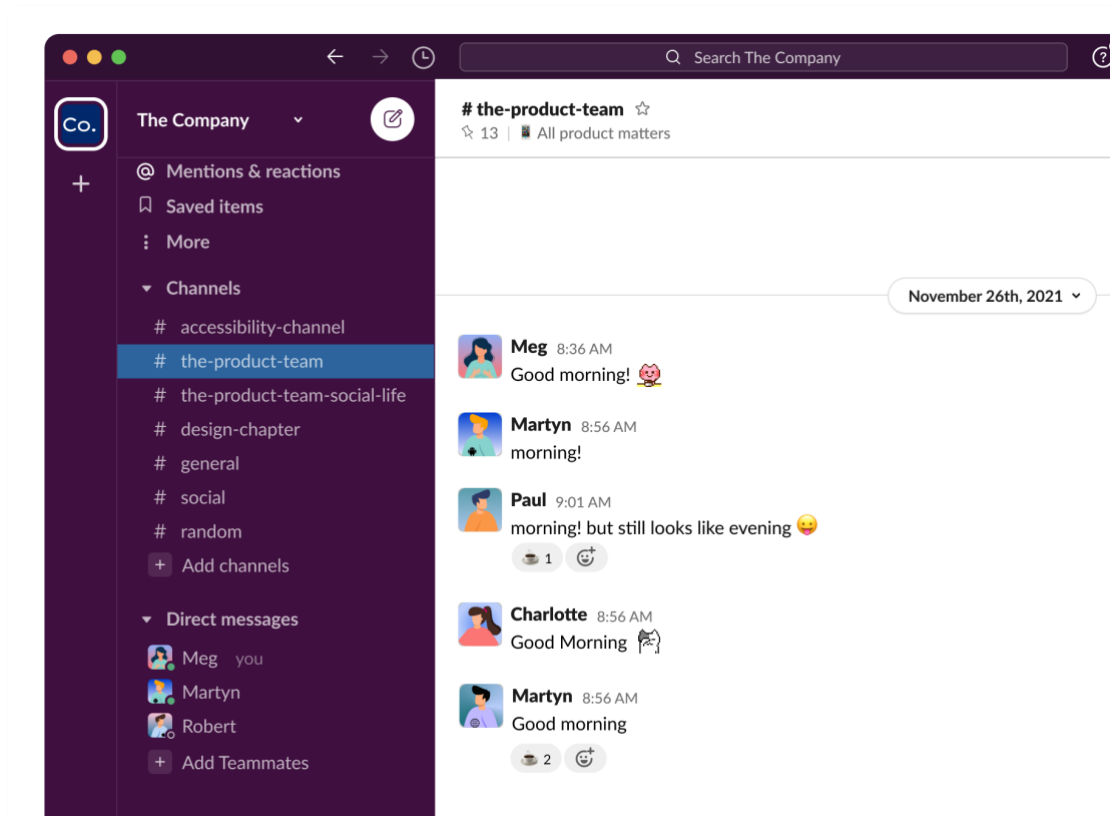 Search The Company
?
Co.
The Company
# the-product-team
13 | All product matters
+
@ Mentions & reactions
Saved items
More
Channels
# accessibility-channel
# the-product-team
# the-product-team-social-life
# design-chapter
# general
# social
# random
+ Add channels
Direct messages
Meg you
Martyn
Robert
+ Add Teammates
November 26th, 2021
Meg 8:36 AM
Good morning!
Martyn 8:56 AM
morning!
Paul 9:01 AM
morning! but still looks like evening 😛
☕ 1
Charlotte 8:56 AM
Good Morning
Martyn 8:56 AM
Good morning
☕ 2